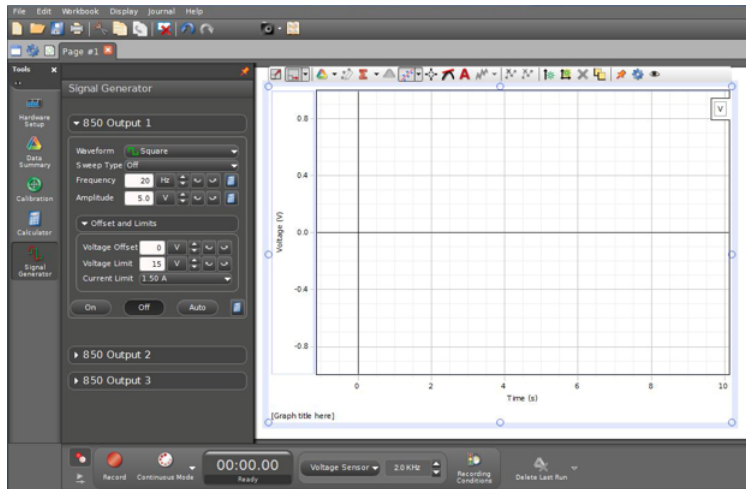 File Edit Workbook Display Journal Help
Page #1
Tools
Signal Generator
Hardware
Setup
Data
Summary
Calibration
Calculator
Signal
Generator
850 Output 1
Waveform Square
Sweep Type Off
Frequency 20 Hz
Amplitude 5.0 V
Offset and Limits
Voltage Offset 0 V
Voltage Limit 15 V
Current Limit 1.50 A
On Off Auto
850 Output 2
850 Output 3
A
V
0.8
0.4
0.0
-0.4
-0.8
Voltage (V)
0 2 4 6 8 10
Time (s)
[Graph title here]
Record
Continuous Mode
00:00.00
Ready
Voltage Sensor
2.0 KHz
Recording
Conditions
Delete Last Run